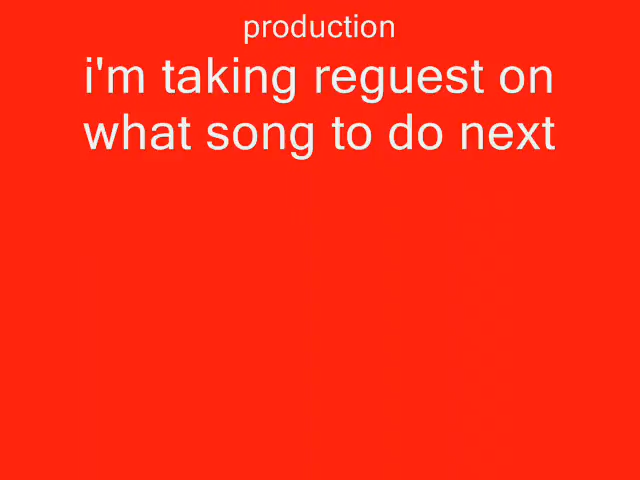 production
i'm taking reguest on
what song to do next